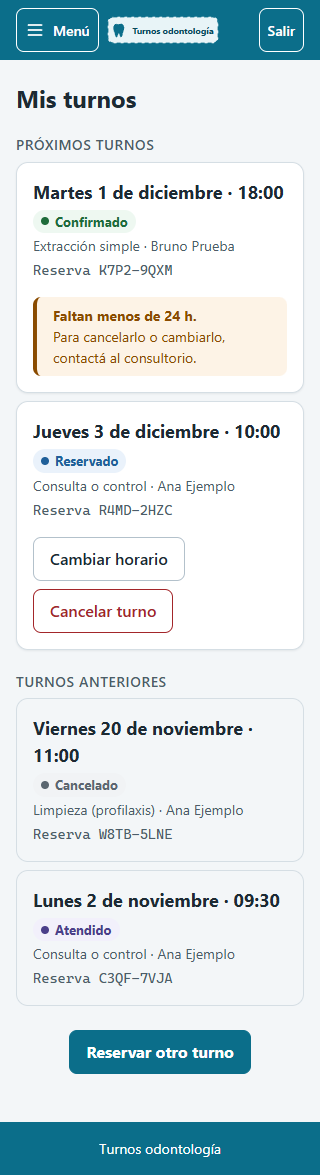 Menú
Turnos odontología
Salir
Mis turnos
PRÓXIMOS TURNOS
Martes 1 de diciembre · 18:00
Confirmado
Extracción simple · Bruno Prueba
Reserva K7P2-9QXM
Faltan menos de 24 h.
Para cancelarlo o cambiarlo,
contactá al consultorio.
Jueves 3 de diciembre · 10:00
Reservado
Consulta o control · Ana Ejemplo
Reserva R4MD-2HZC
Cambiar horario
Cancelar turno
TURNOS ANTERIORES
Viernes 20 de noviembre ·
11:00
Cancelado
Limpieza (profilaxis) · Ana Ejemplo
Reserva W8TB-5LNE
Lunes 2 de noviembre · 09:30
Atendido
Consulta o control · Ana Ejemplo
Reserva C3QF-7VJA
Reservar otro turno
Turnos odontología